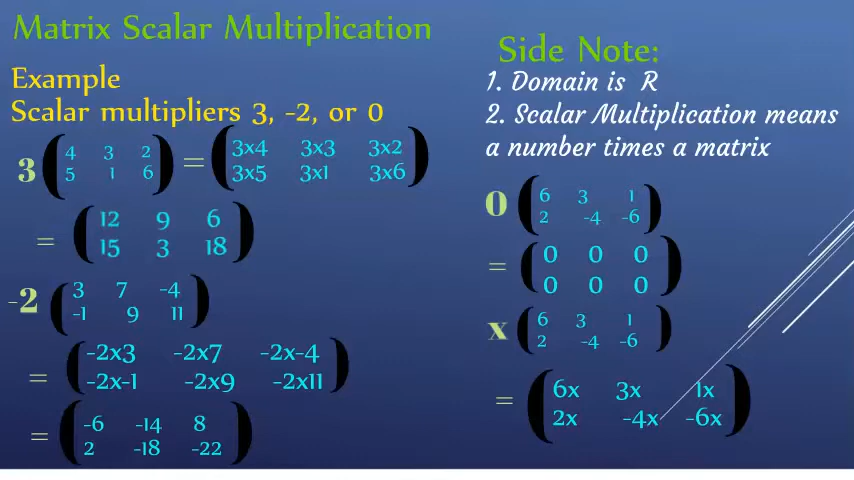 Matrix Scalar Multiplication
Example
Scalar multipliers 3, -2, or 0
3 ( 4 3 2
5 1 6 ) = ( 3x4 3x3 3x2
3x5 3x1 3x6 )
= ( 12 9 6
15 3 18 )
-2 ( 3 7 -4
-1 9 11 )
= ( -2x3 -2x7 -2x-4
-2x-1 -2x9 -2x11 )
= ( -6 -14 8
2 -18 -22 )
Side Note:
1. Domain is R
2. Scalar Multiplication means
a number times a matrix
0 ( 6 3 1
2 -4 -6 )
= ( 0 0 0
0 0 0 )
x ( 6 3 1
2 -4 -6 )
= ( 6x 3x 1x
2x -4x -6x )